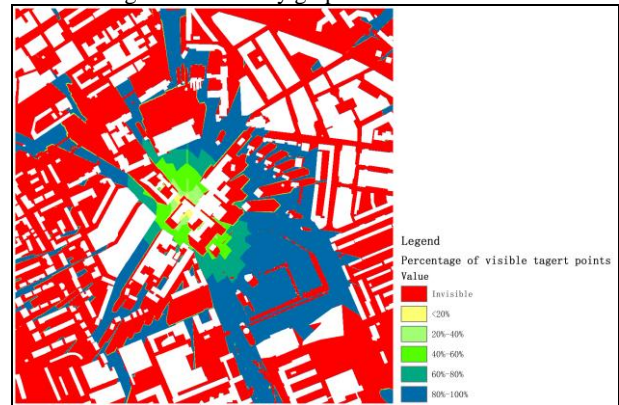 Legend
Percentage of visible tagert points
Value
Invisible
<20%
20%-40%
40%-60%
60%-80%
80%-100%